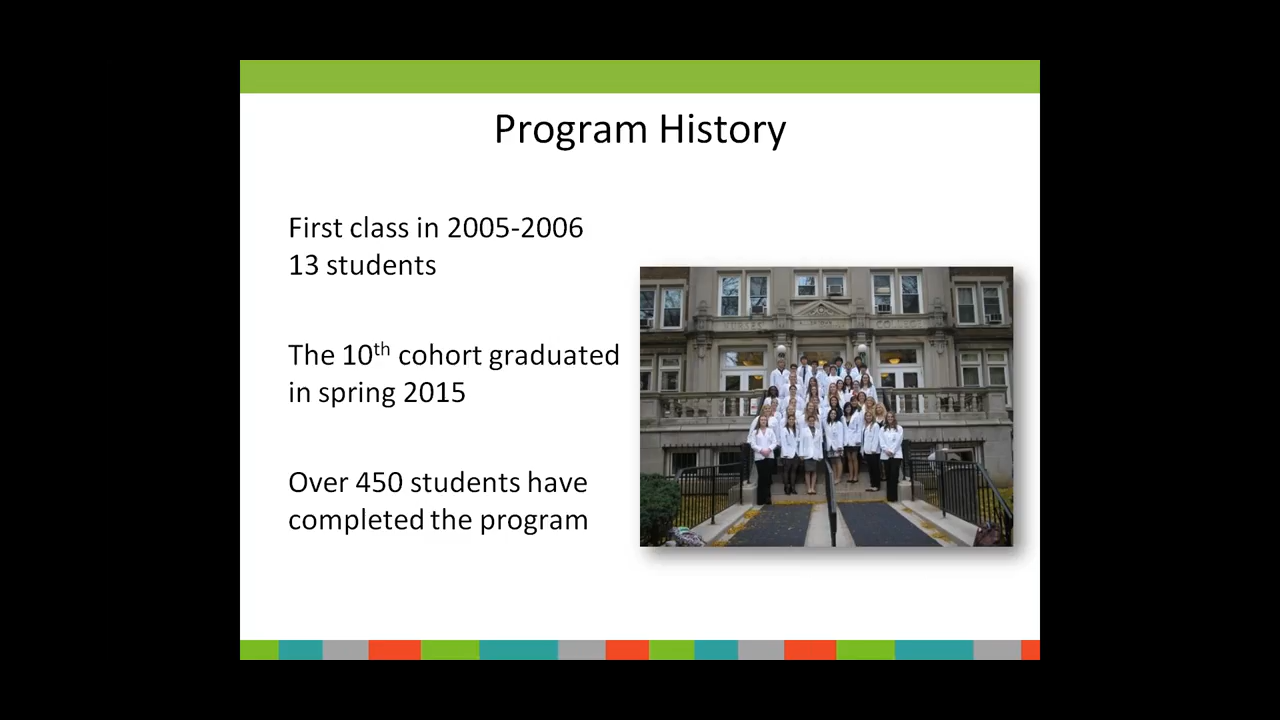 Program History
First class in 2005-2006
13 students
The 10th cohort graduated
in spring 2015
Over 450 students have
completed the program